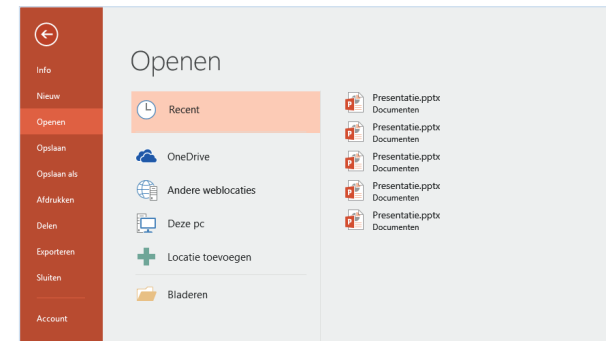 Info
Nieuw
Openen
Opslaan
Opslaan als
Afdrukken
Delen
Exporteren
Sluiten
Account
Openen
Recent
OneDrive
Andere weblocaties
Deze pc
Locatie toevoegen
Bladeren
Presentatie.pptx
Documenten
Presentatie.pptx
Documenten
Presentatie.pptx
Documenten
Presentatie.pptx
Documenten
Presentatie.pptx
Documenten